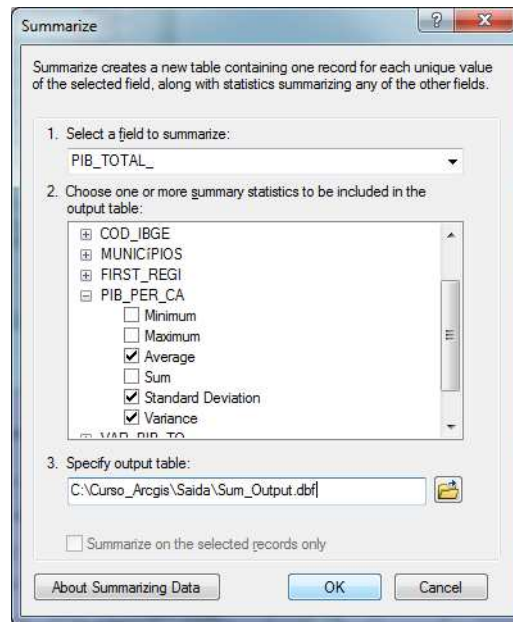 Summarize
Summarize creates a new table containing one record for each unique value
of the selected field, along with statistics summarizing any of the other fields.
1. Select a field to summarize:
PIB_TOTAL_
2. Choose one or more summary statistics to be included in the
output table:
COD_IBGE
MUNICíPIOS
FIRST_REGI
PIB_PER_CA
Minimum
Maximum
Average
Sum
Standard Deviation
Variance
VAR_PIB_TO
3. Specify output table:
C:\Curso_Arcgis\Saida\Sum_Output.dbf
Summarize on the selected records only
About Summarizing Data
OK
Cancel